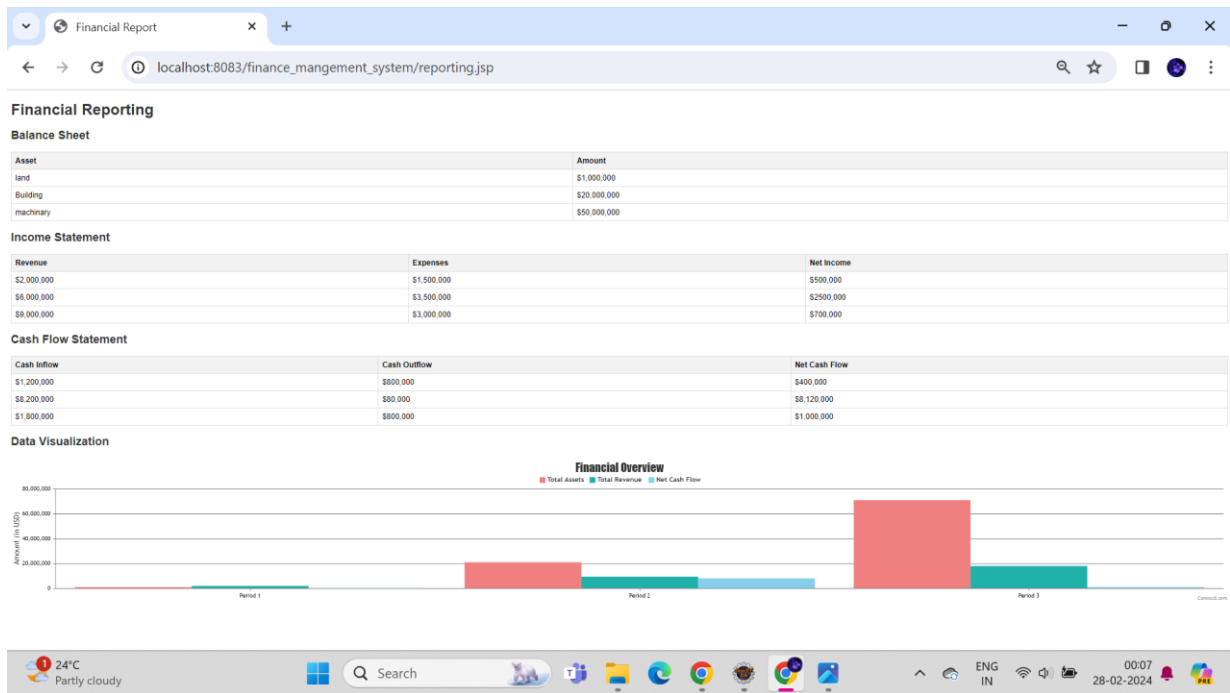 Financial Report
localhost:8083/finance_mangement_system/reporting.jsp
Financial Reporting
Balance Sheet
Asset Amount
land $1,000,000
Building $20,000,000
machinary $50,000,000
Income Statement
Revenue Expenses Net Income
$2,000,000 $1,500,000 $500,000
$6,000,000 $3,500,000 $2500,000
$9,000,000 $3,000,000 $700,000
Cash Flow Statement
Cash Inflow Cash Outflow Net Cash Flow
$1,200,000 $800,000 $400,000
$8,200,000 $80,000 $8,120,000
$1,800,000 $800,000 $1,000,000
Data Visualization
Financial Overview
Total Assets Total Revenue Net Cash Flow
Amount (in USD)
80,000,000
60,000,000
40,000,000
20,000,000
0
Period 1 Period 2 Period 3
CanvasJS.com
1
24°C
Partly cloudy
Search
ENG
IN
00:07
28-02-2024
PRE